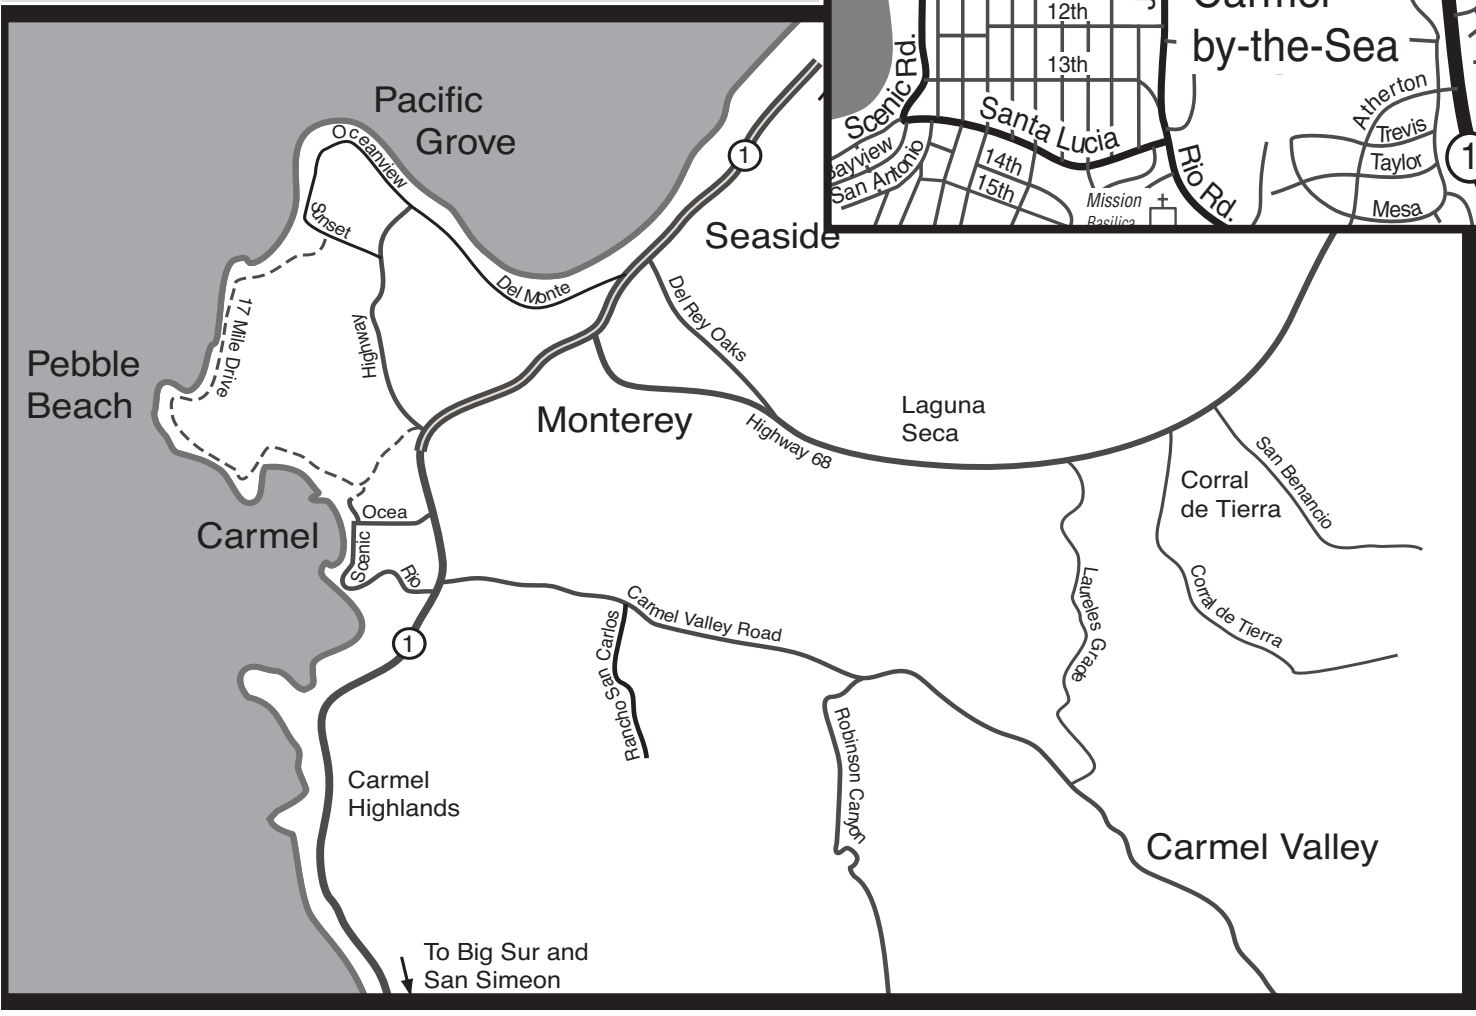 Carmel
by-the-Sea
12th
13th
Scenic Rd.
Santa Lucia
Bayview
San Antonio
14th
15th
Mission
Basilica
Rio Rd.
Atherton
Trevis
Taylor
Mesa
1
Pacific
Grove
Oceanview
Sunset
1
Seaside
Del Monte
Del Rey Oaks
17 Mile Drive
Highway
Pebble
Beach
Monterey
Highway 68
Laguna
Seca
San Benancio
Corral
de Tierra
Corral de Tierra
Laureles Grade
Carmel
Ocea
Scenic
Rio
1
Carmel Valley Road
Rancho San Carlos
Robinson Canyon
Carmel
Highlands
Carmel Valley
To Big Sur and
San Simeon